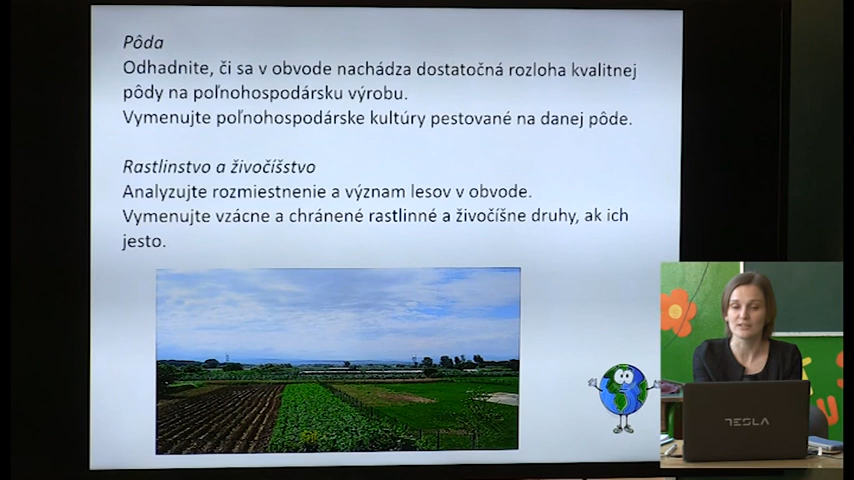 Pôda
Odhadnite, či sa v obvode nachádza dostatočná rozloha kvalitnej
pôdy na poľnohospodársku výrobu.
Vymenujte poľnohospodárske kultúry pestované na danej pôde.
Rastlinstvo a živočíšstvo
Analyzujte rozmiestnenie a význam lesov v obvode.
Vymenujte vzácne a chránené rastlinné a živočíšne druhy, ak ich
jesto.
TESLA